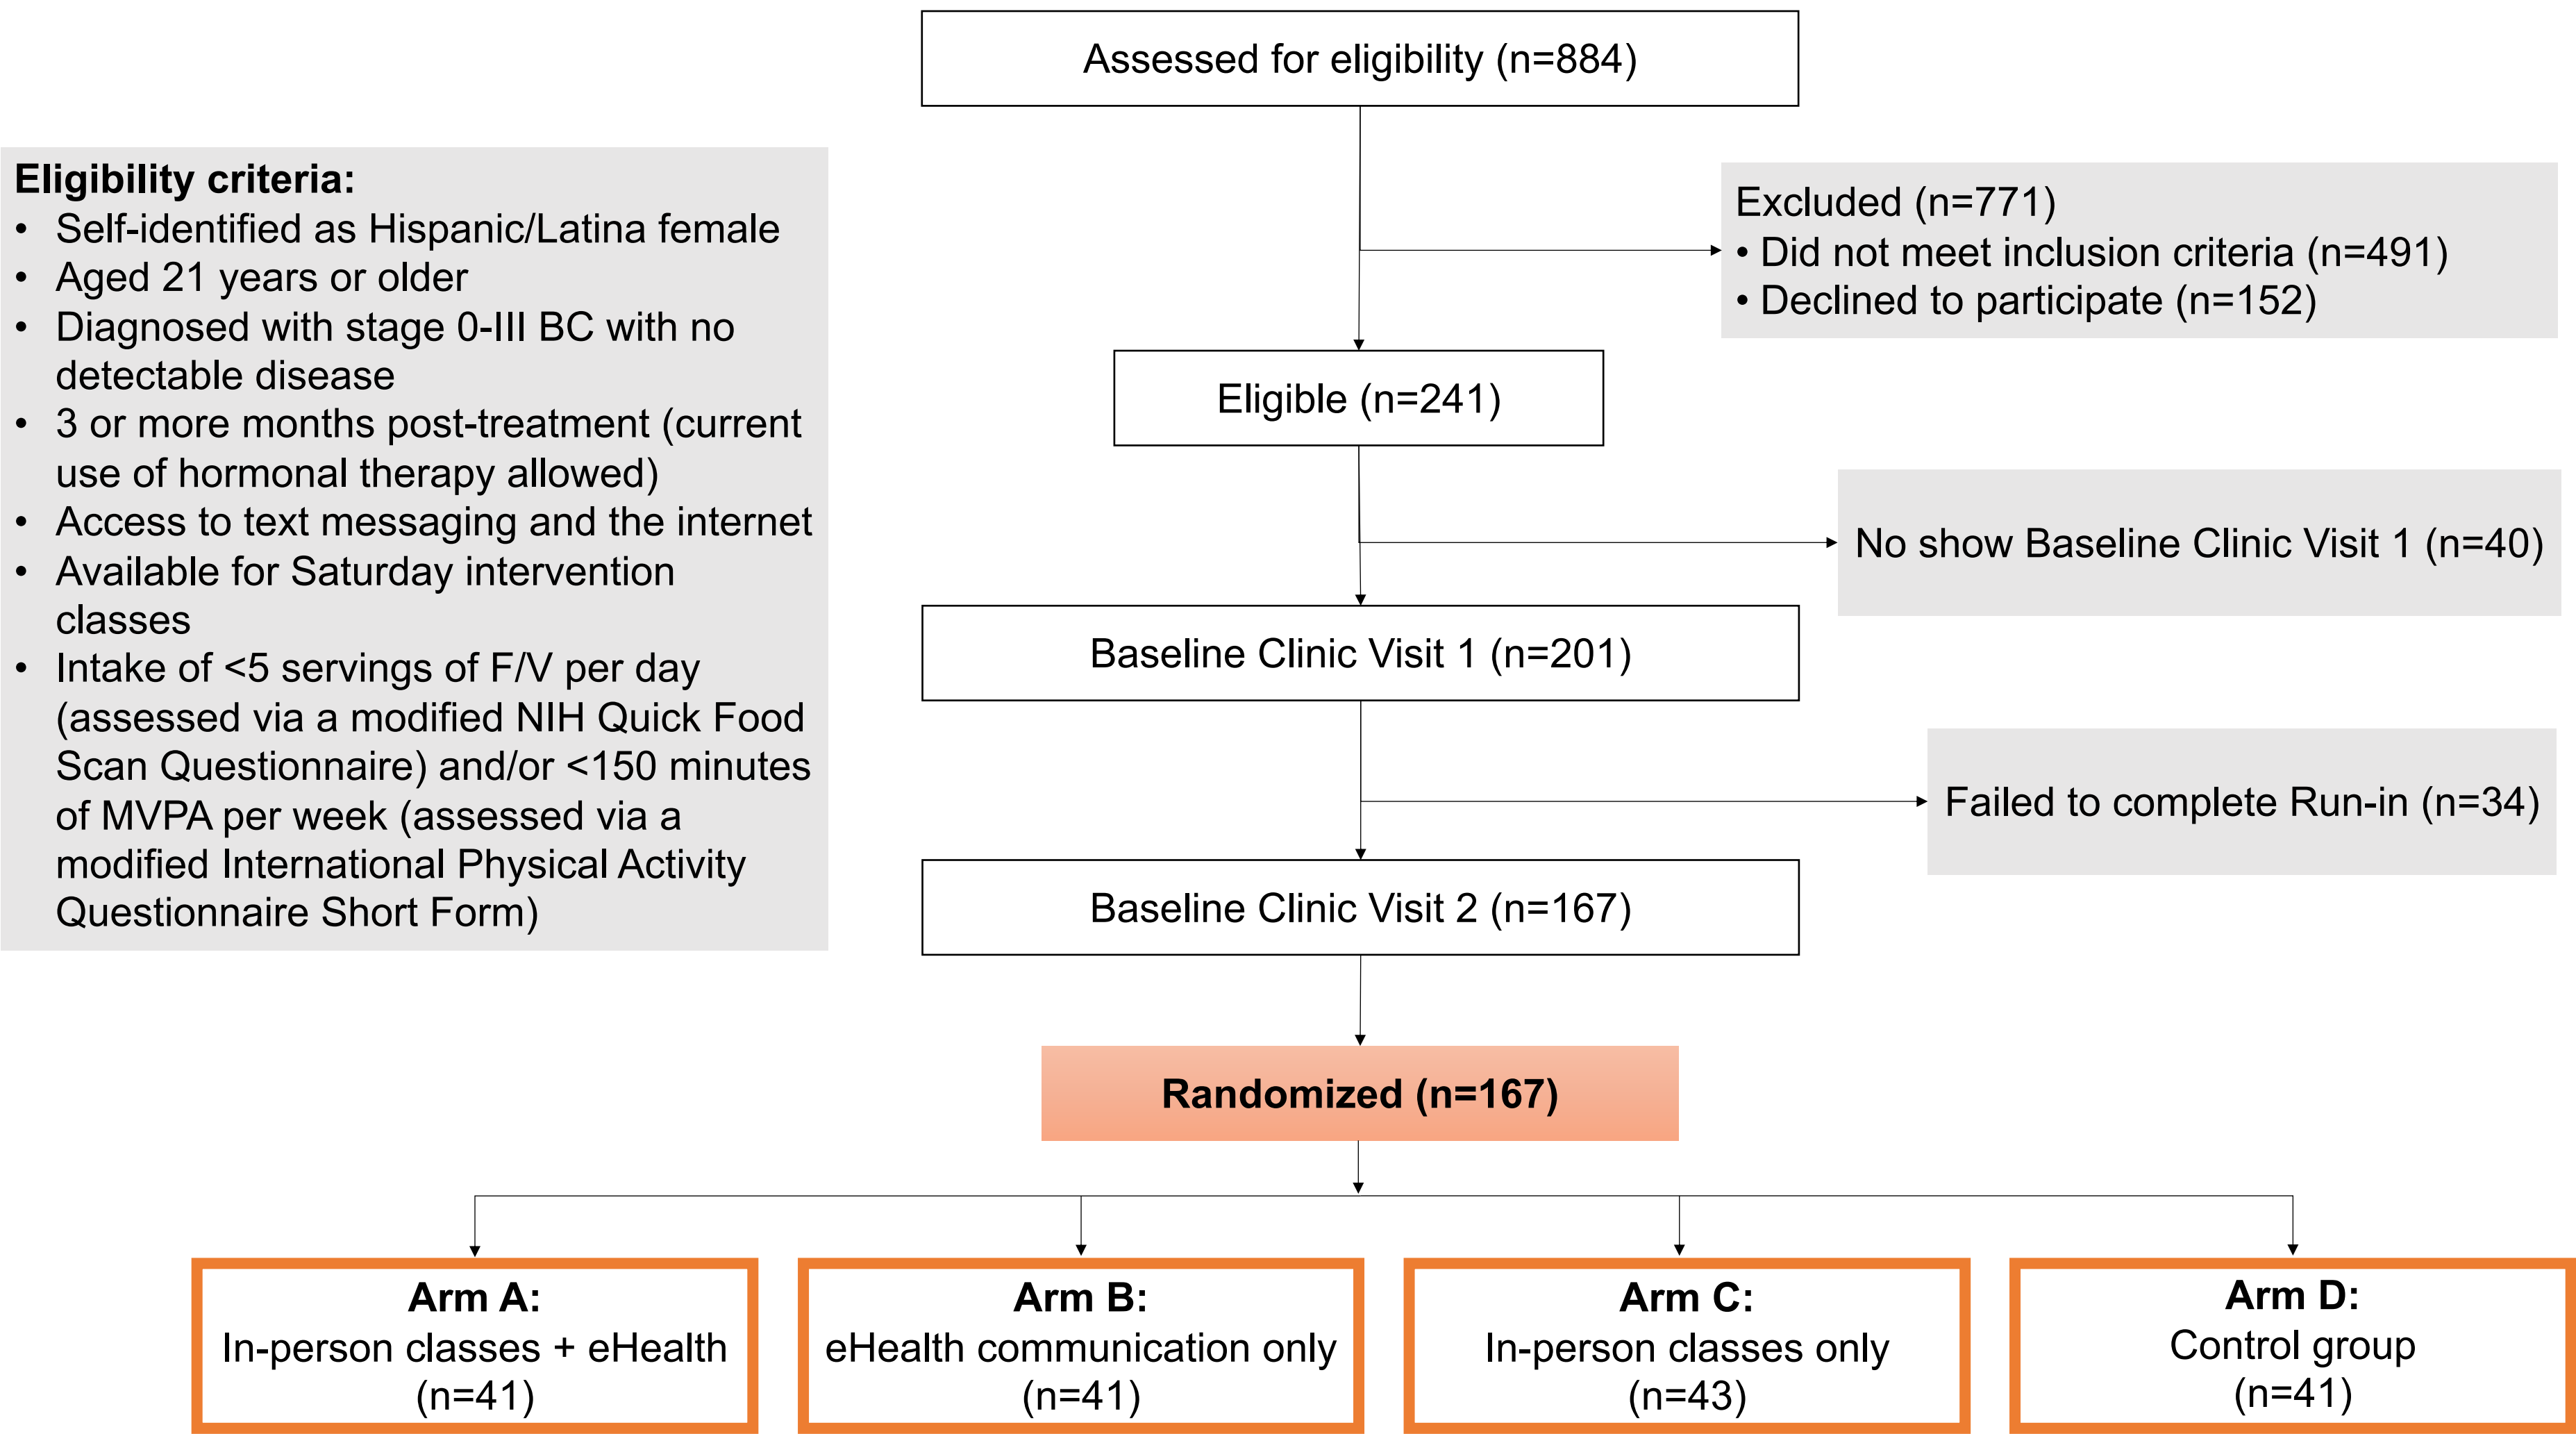 Assessed for eligibility (n=884)
Eligibility criteria:
• Self-identified as Hispanic/Latina female
• Aged 21 years or older
• Diagnosed with stage 0-III BC with no
detectable disease
• 3 or more months post-treatment (current
use of hormonal therapy allowed)
• Access to text messaging and the internet
• Available for Saturday intervention
classes
• Intake of <5 servings of F/V per day
(assessed via a modified NIH Quick Food
Scan Questionnaire) and/or <150 minutes
of MVPA per week (assessed via a
modified International Physical Activity
Questionnaire Short Form)
Excluded (n=771)
• Did not meet inclusion criteria (n=491)
• Declined to participate (n=152)
Eligible (n=241)
No show Baseline Clinic Visit 1 (n=40)
Baseline Clinic Visit 1 (n=201)
Failed to complete Run-in (n=34)
Baseline Clinic Visit 2 (n=167)
Randomized (n=167)
Arm A:
In-person classes + eHealth
(n=41)
Arm B:
eHealth communication only
(n=41)
Arm C:
In-person classes only
(n=43)
Arm D:
Control group
(n=41)